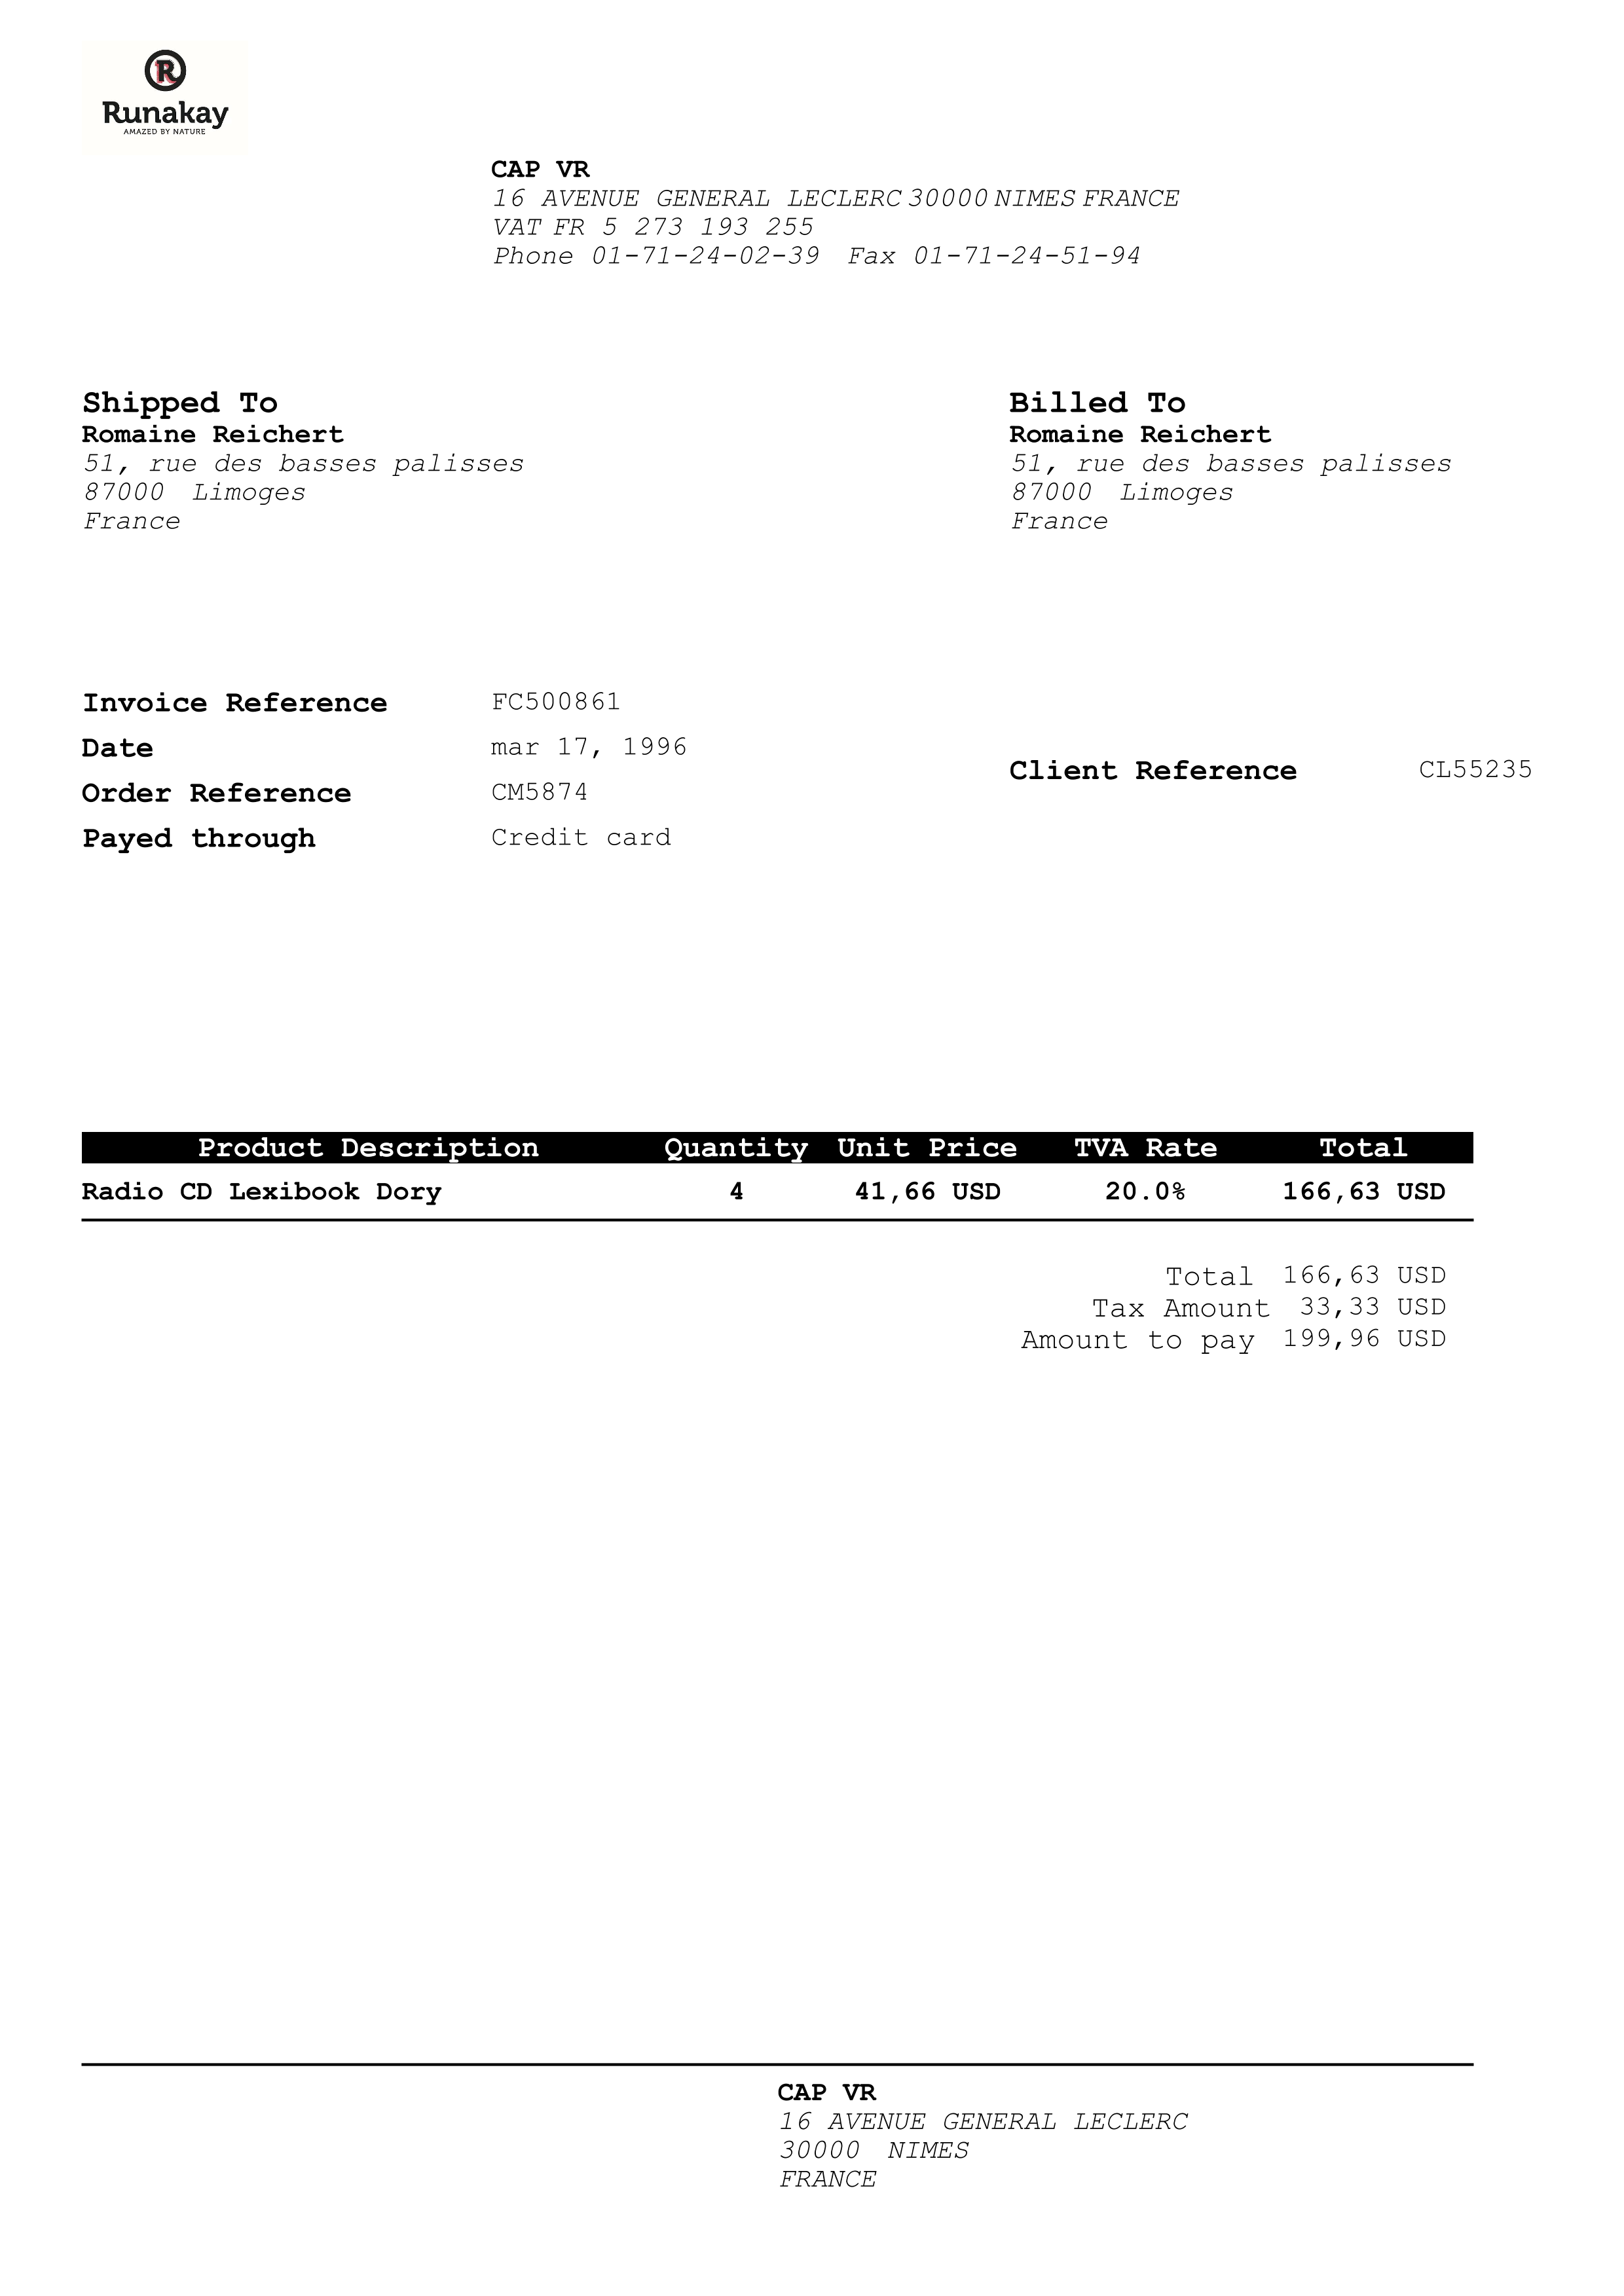 R
Runakay
AMAZED BY NATURE
CAP VR
16 AVENUE GENERAL LECLERC 30000 NIMES FRANCE
VAT FR 5 273 193 255
Phone 01-71-24-02-39 Fax 01-71-24-51-94
Shipped To
Romaine Reichert
51, rue des basses palisses
87000 Limoges
France
Billed To
Romaine Reichert
51, rue des basses palisses
87000 Limoges
France
Invoice Reference FC500861
Date mar 17, 1996
Order Reference CM5874
Payed through Credit card
Client Reference CL55235
Product Description Quantity Unit Price TVA Rate Total
Radio CD Lexibook Dory 4 41,66 USD 20.0% 166,63 USD
Total 166,63 USD
Tax Amount 33,33 USD
Amount to pay 199,96 USD
CAP VR
16 AVENUE GENERAL LECLERC
30000 NIMES
FRANCE